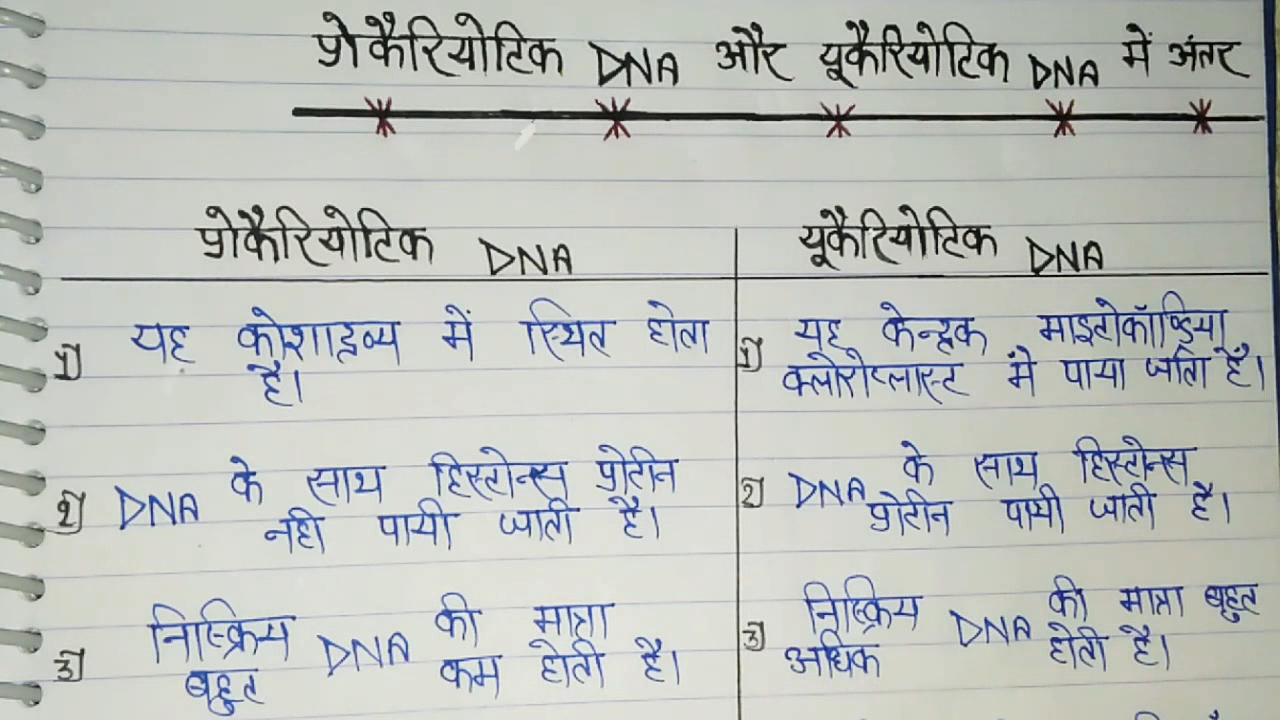 प्रोकैरियोटिक DNA और यूकैरियोटिक DNA में अंतर
प्रोकैरियोटिक DNA
यूकैरियोटिक DNA
1) यह कोशाद्रव्य में स्थित होता
है।
1) यह केन्द्रक माइटोकॉण्ड्रिया,
क्लोरोप्लास्ट में पाया जाता है।
2) DNA के साथ हिस्टोन्स प्रोटीन
नही पायी जाती है।
2) DNA के साथ हिस्टोन्स
प्रोटीन पायी जाती है।
3) निष्क्रिय DNA की मात्रा
बहुत कम होती है।
3) निष्क्रिय DNA की मात्रा बहुत
अधिक होती है।